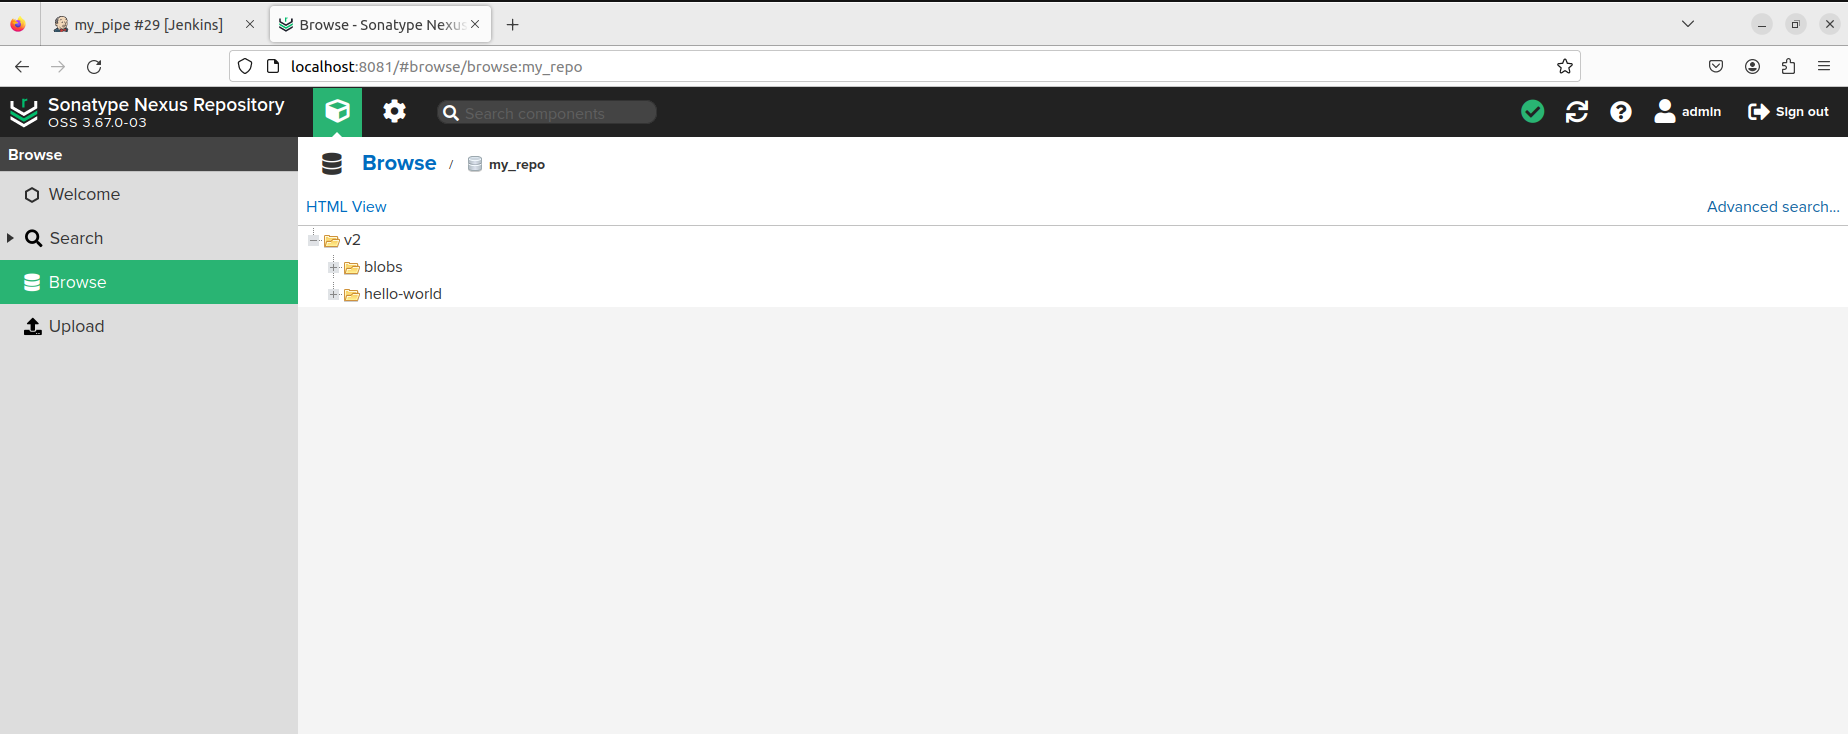 my_pipe #29 [Jenkins]
Browse - Sonatype Nexus
localhost:8081/#browse/browse:my_repo
Sonatype Nexus Repository
OSS 3.67.0-03
Search components
admin
Sign out
Browse
Welcome
Search
Browse
Upload
Browse / my_repo
HTML View
Advanced search...
v2
blobs
hello-world